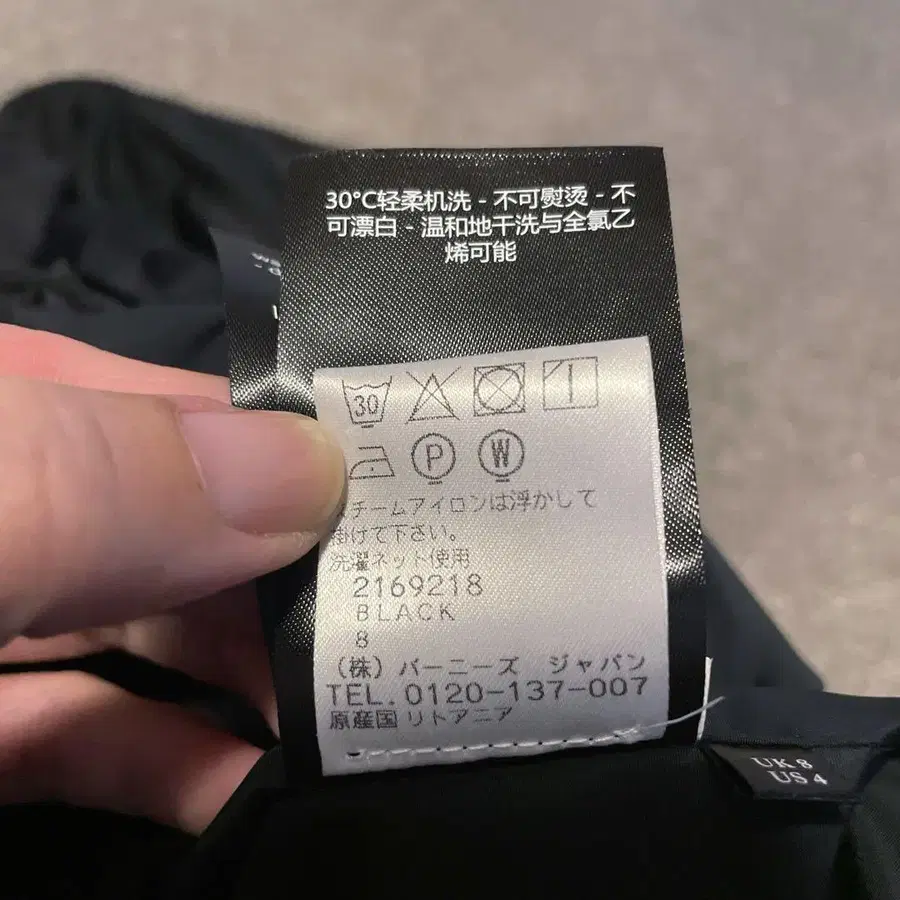 30°C轻柔机洗 - 不可熨烫 - 不
可漂白 - 温和地干洗与全氯乙
烯可能
30
P W
スチームアイロンは浮かして
掛けて下さい。
洗濯ネット使用
2169218
BLACK
8
(株) バーニーズ ジャパン
TEL.0120-137-007
原産国 リトアニア
UK 8
US 4